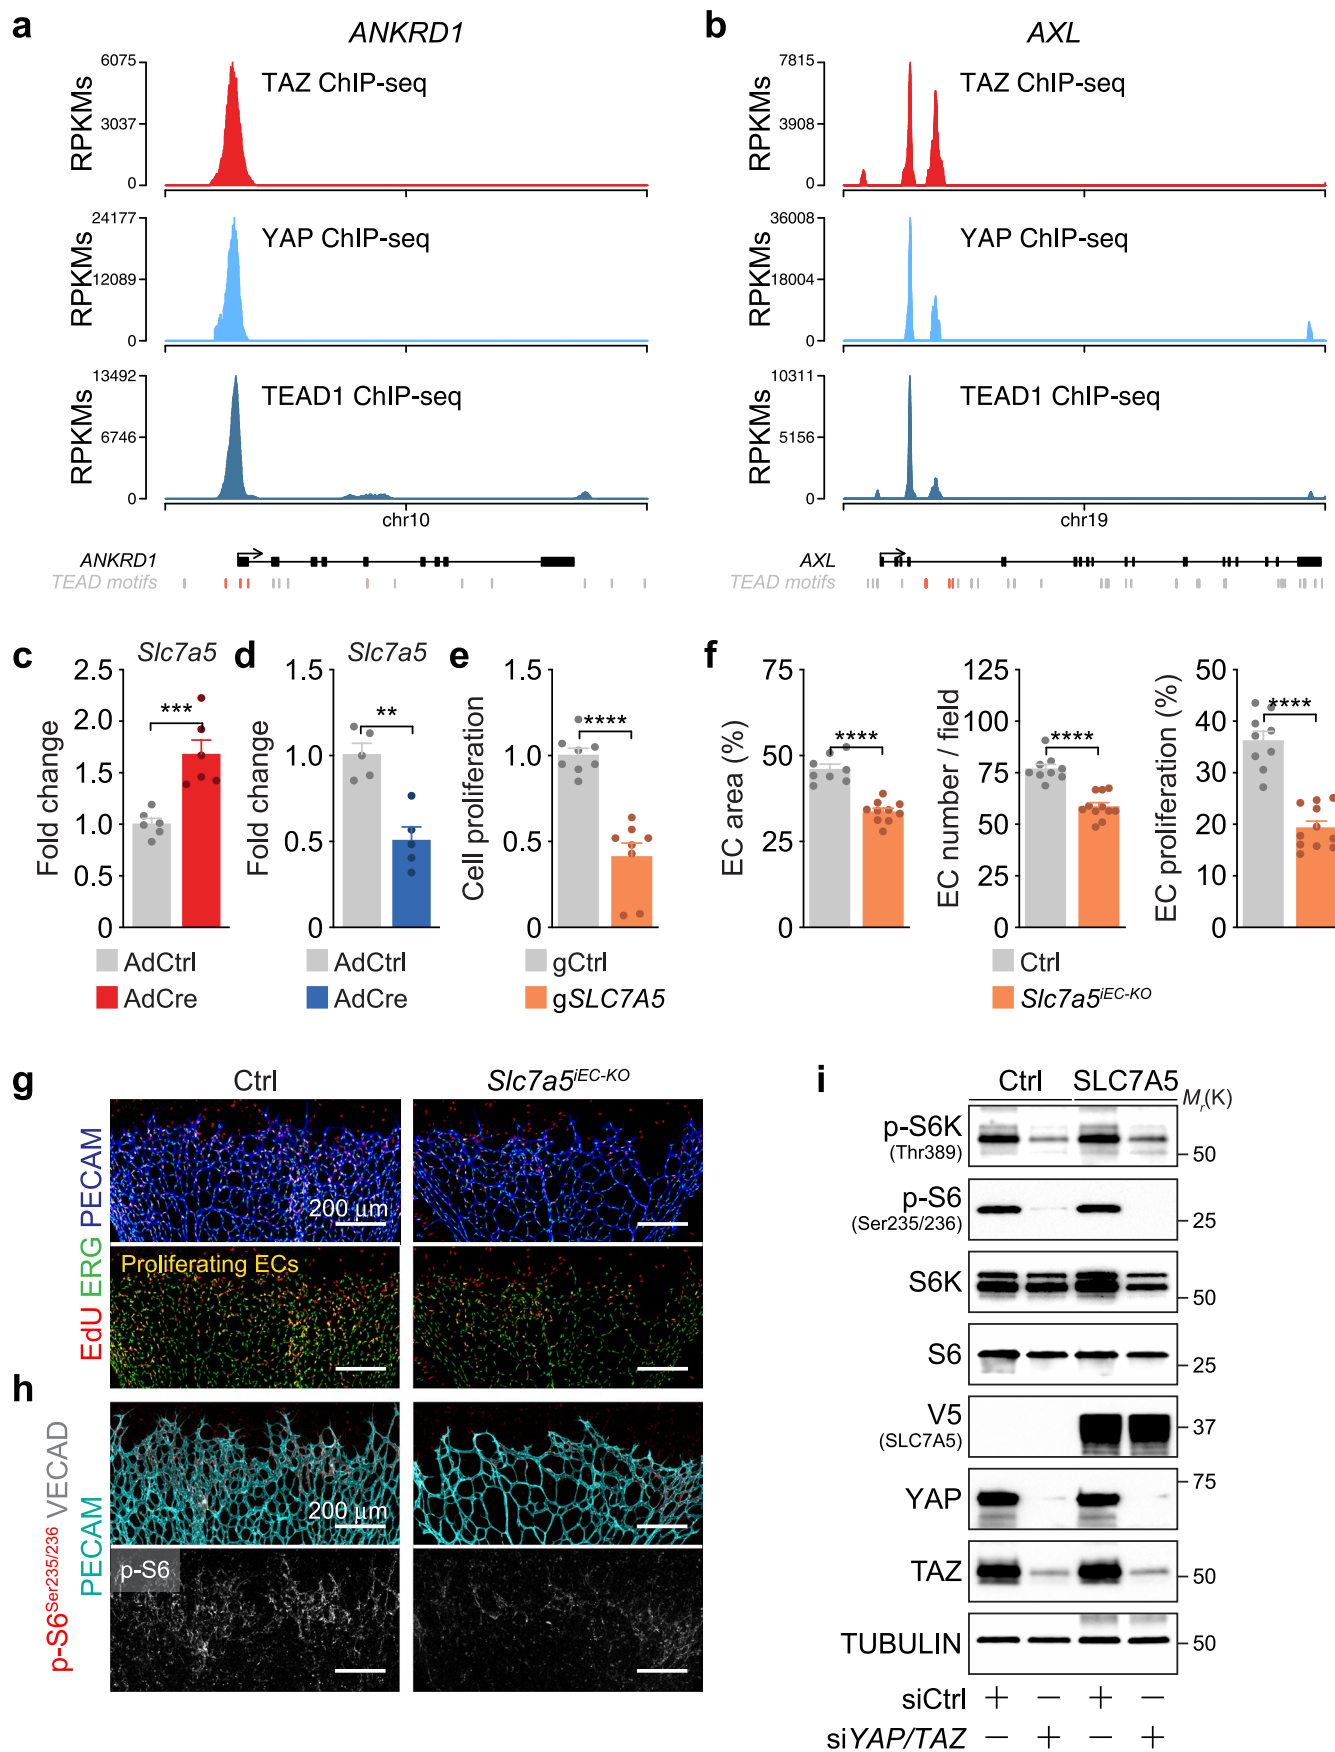 a
ANKRD1
6075
3037
0
RPKMs
TAZ ChIP-seq
24177
12089
0
RPKMs
YAP ChIP-seq
13492
6746
0
RPKMs
TEAD1 ChIP-seq
chr10
ANKRD1
TEAD motifs
b
AXL
7815
3908
0
RPKMs
TAZ ChIP-seq
36008
18004
0
RPKMs
YAP ChIP-seq
10311
5156
0
RPKMs
TEAD1 ChIP-seq
chr19
AXL
TEAD motifs
c
Slc7a5
2.5
2.0
1.5
1.0
0.5
0
Fold change
***
AdCtrl
AdCre
d
Slc7a5
1.5
1.0
0.5
0
Fold change
**
AdCtrl
AdCre
e
1.5
1.0
0.5
0
Cell proliferation
****
gCtrl
gSLC7A5
f
75
50
25
0
EC area (%)
****
125
100
75
50
25
0
EC number / field
****
50
40
30
20
10
0
EC proliferation (%)
****
Ctrl
Slc7a5iEC-KO
g
Ctrl
Slc7a5iEC-KO
EdU ERG PECAM
200 µm
Proliferating ECs
h
p-S6Ser235/236 VECAD
PECAM
200 µm
p-S6
i
Ctrl
SLC7A5
Mr(K)
p-S6K
(Thr389)
50
p-S6
(Ser235/236)
25
S6K
50
S6
25
V5
(SLC7A5)
37
YAP
75
TAZ
50
TUBULIN
50
siCtrl + − + −
siYAP/TAZ − + − +